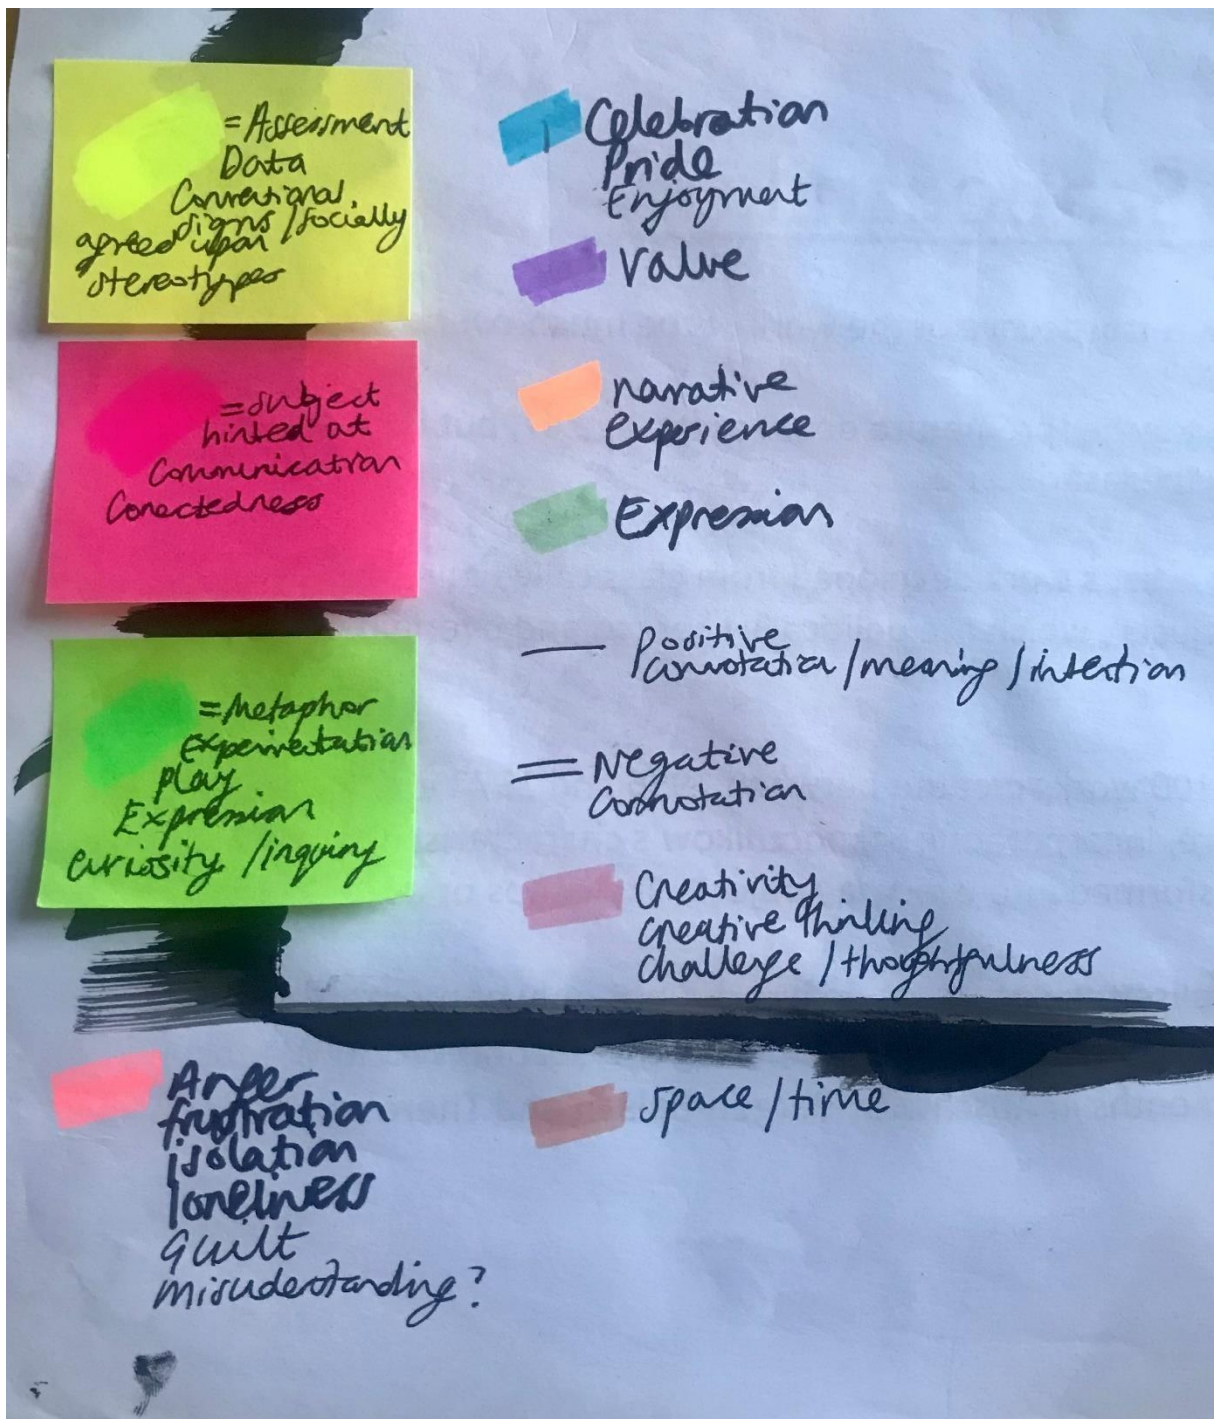 = Assessment
Data
Conventional
signs / socially
agreed upon
stereotypes
= subject
hinted at
Communication
Conectedness
= Metaphor
Experimentation
play
Expression
curiosity / inquiry
Celebration
Pride
Enjoyment
Value
narrative
experience
Expression
— Positive
connotation / meaning / intention
= Negative
connotation
Creativity
creative thinking
challenge / thoughtfulness
Anger
frustration
isolation
loneliness
guilt
misuderstanding?
space / time